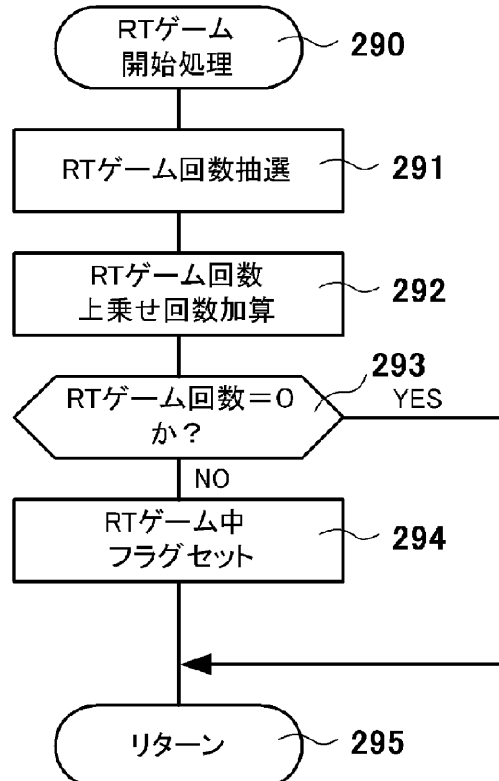 RTゲーム
開始処理
290
RTゲーム回数抽選
291
RTゲーム回数
上乗せ回数加算
292
RTゲーム回数=0
か?
293
YES
NO
RTゲーム中
フラグセット
294
リターン
295